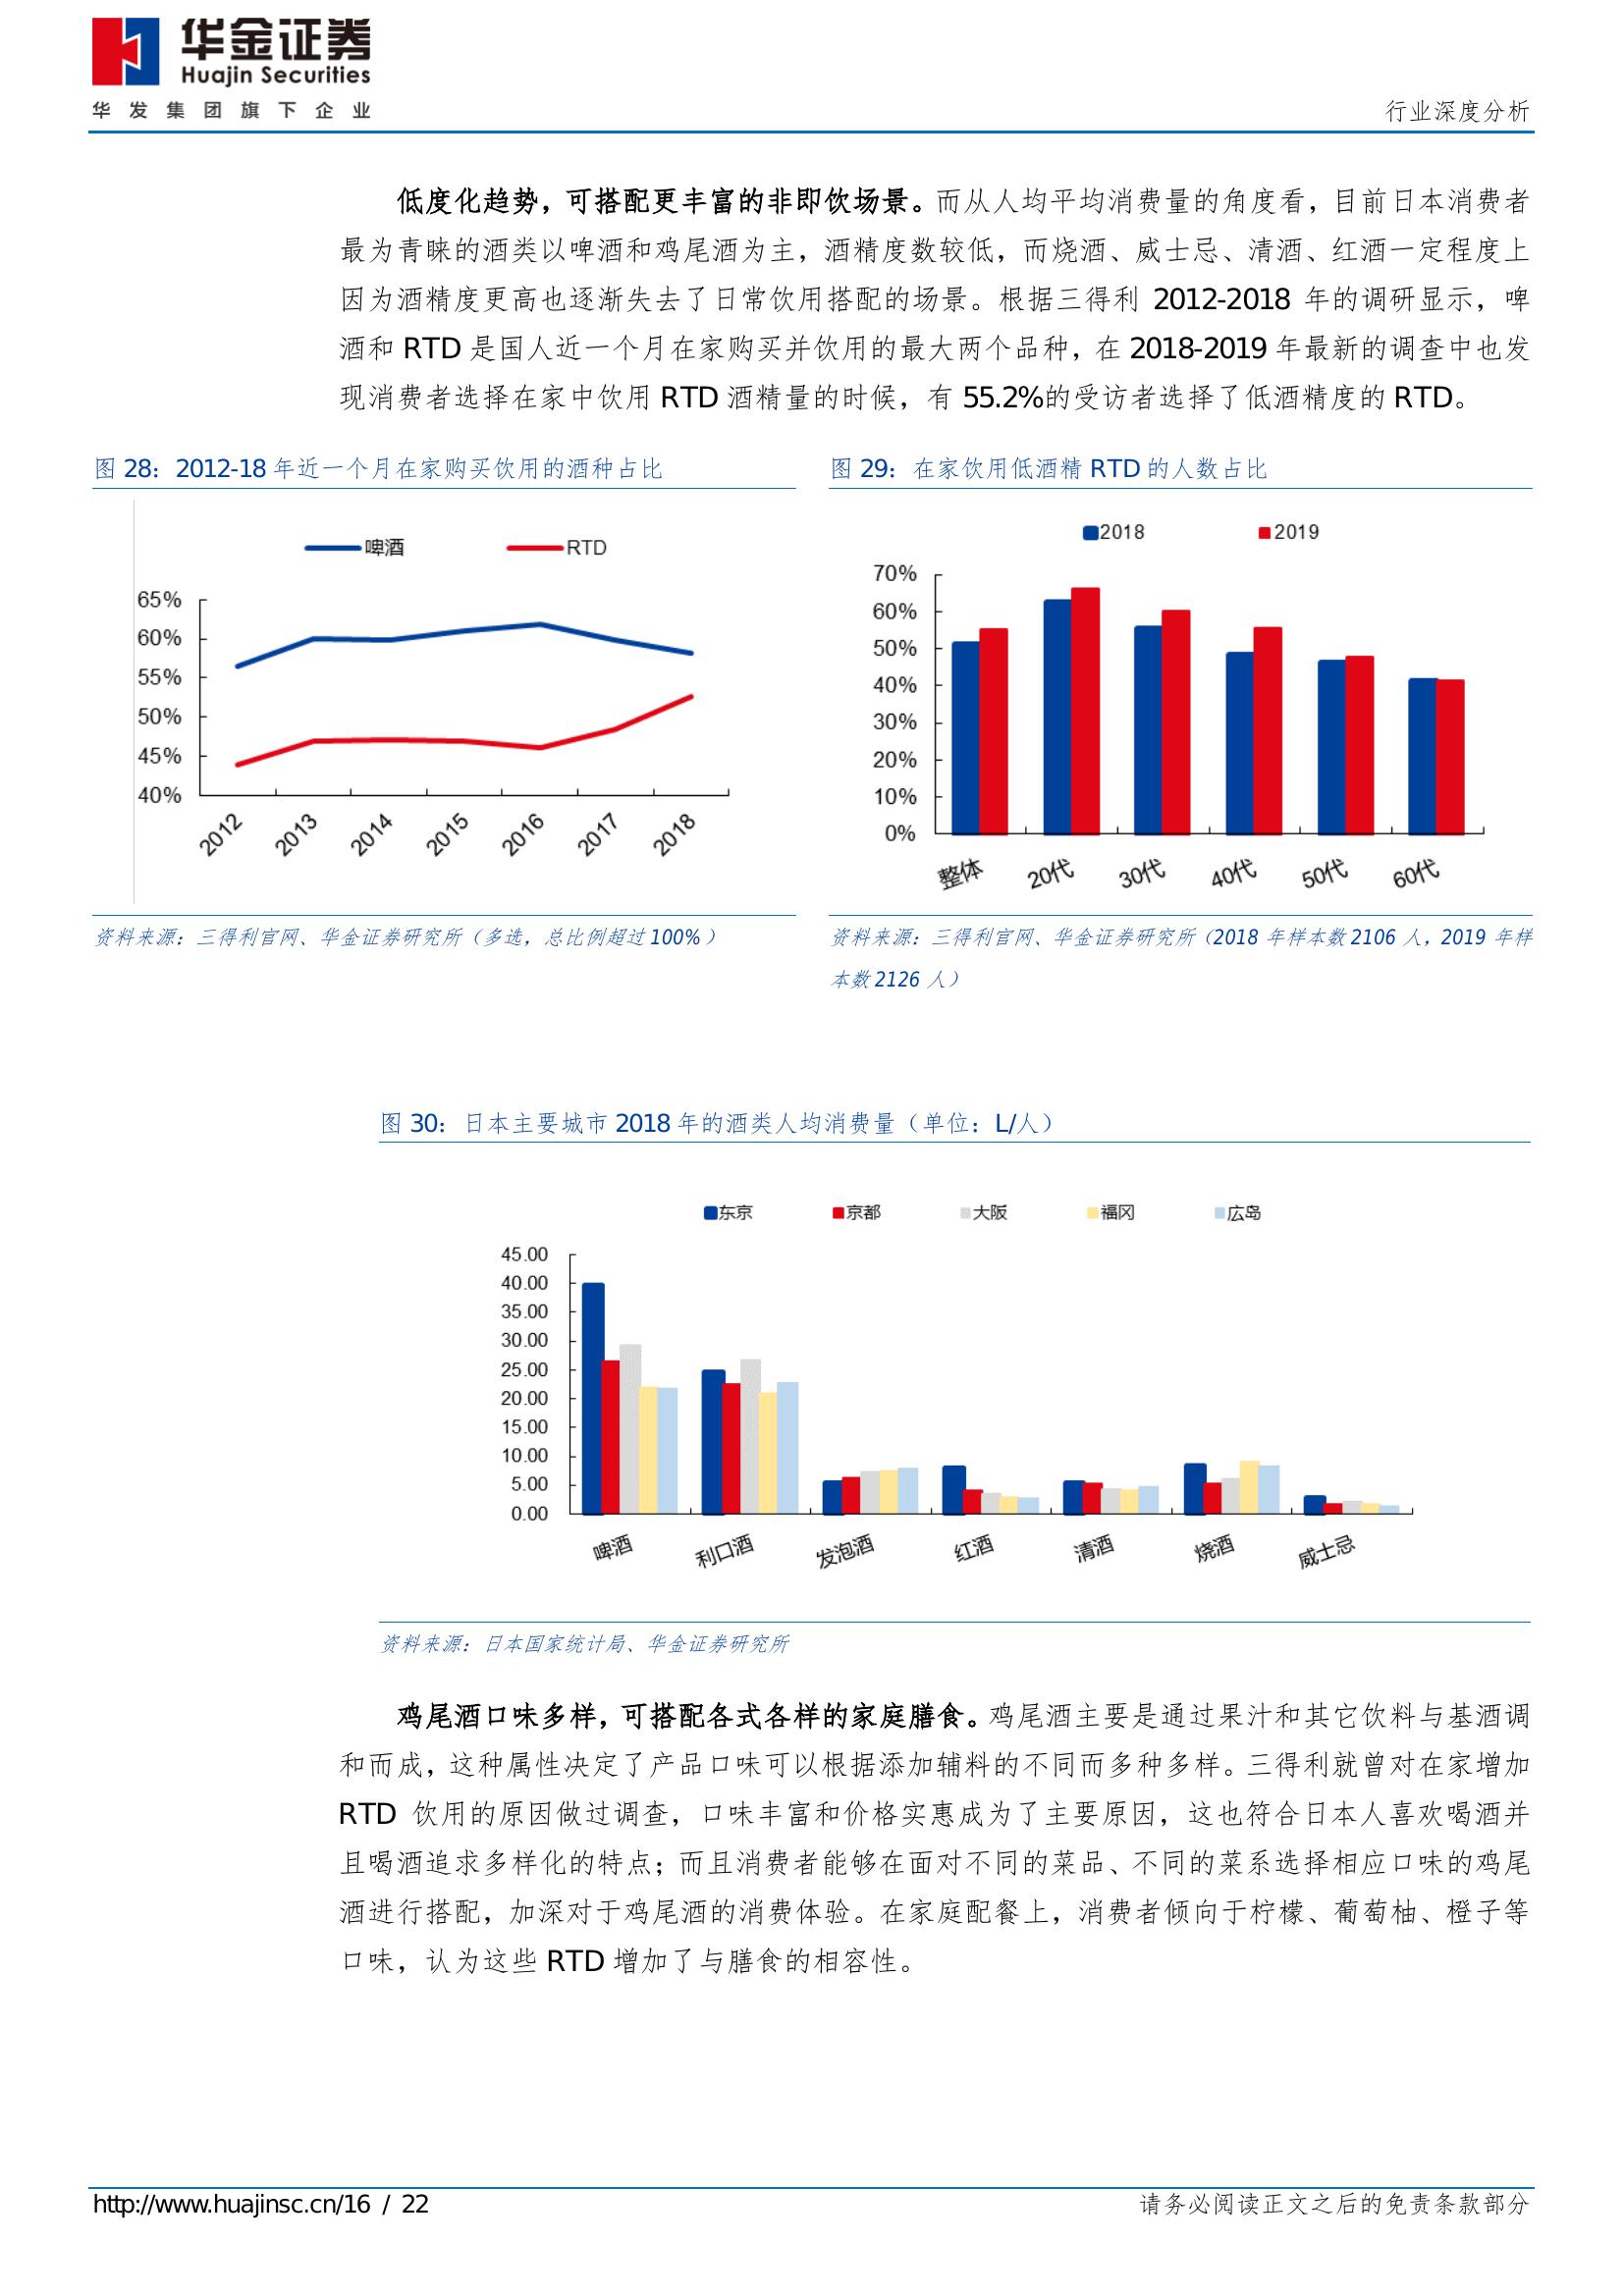 华金证券
Huajin Securities
华发集团旗下企业
行业深度分析
低度化趋势，可搭配更丰富的非即饮场景。而从人均平均消费量的角度看，目前日本消费者
最为青睐的酒类以啤酒和鸡尾酒为主，酒精度数较低，而烧酒、威士忌、清酒、红酒一定程度上
因为酒精度更高也逐渐失去了日常饮用搭配的场景。根据三得利 2012-2018 年的调研显示，啤
酒和 RTD 是国人近一个月在家购买并饮用的最大两个品种，在 2018-2019 年最新的调查中也发
现消费者选择在家中饮用 RTD 酒精量的时候，有 55.2%的受访者选择了低酒精度的 RTD。
图 28：2012-18 年近一个月在家购买饮用的酒种占比
啤酒 RTD
65%
60%
55%
50%
45%
40%
2012 2013 2014 2015 2016 2017 2018
资料来源：三得利官网、华金证券研究所（多选，总比例超过 100%）
图 29：在家饮用低酒精 RTD 的人数占比
2018 2019
70%
60%
50%
40%
30%
20%
10%
0%
整体 20代 30代 40代 50代 60代
资料来源：三得利官网、华金证券研究所（2018 年样本数 2106 人，2019 年样
本数 2126 人）
图 30：日本主要城市 2018 年的酒类人均消费量（单位：L/人）
东京 京都 大阪 福冈 広岛
45.00
40.00
35.00
30.00
25.00
20.00
15.00
10.00
5.00
0.00
啤酒 利口酒 发泡酒 红酒 清酒 烧酒 威士忌
资料来源：日本国家统计局、华金证券研究所
鸡尾酒口味多样，可搭配各式各样的家庭膳食。鸡尾酒主要是通过果汁和其它饮料与基酒调
和而成，这种属性决定了产品口味可以根据添加辅料的不同而多种多样。三得利就曾对在家增加
RTD 饮用的原因做过调查，口味丰富和价格实惠成为了主要原因，这也符合日本人喜欢喝酒并
且喝酒追求多样化的特点；而且消费者能够在面对不同的菜品、不同的菜系选择相应口味的鸡尾
酒进行搭配，加深对于鸡尾酒的消费体验。在家庭配餐上，消费者倾向于柠檬、葡萄柚、橙子等
口味，认为这些 RTD 增加了与膳食的相容性。
http://www.huajinsc.cn/16 / 22
请务必阅读正文之后的免责条款部分